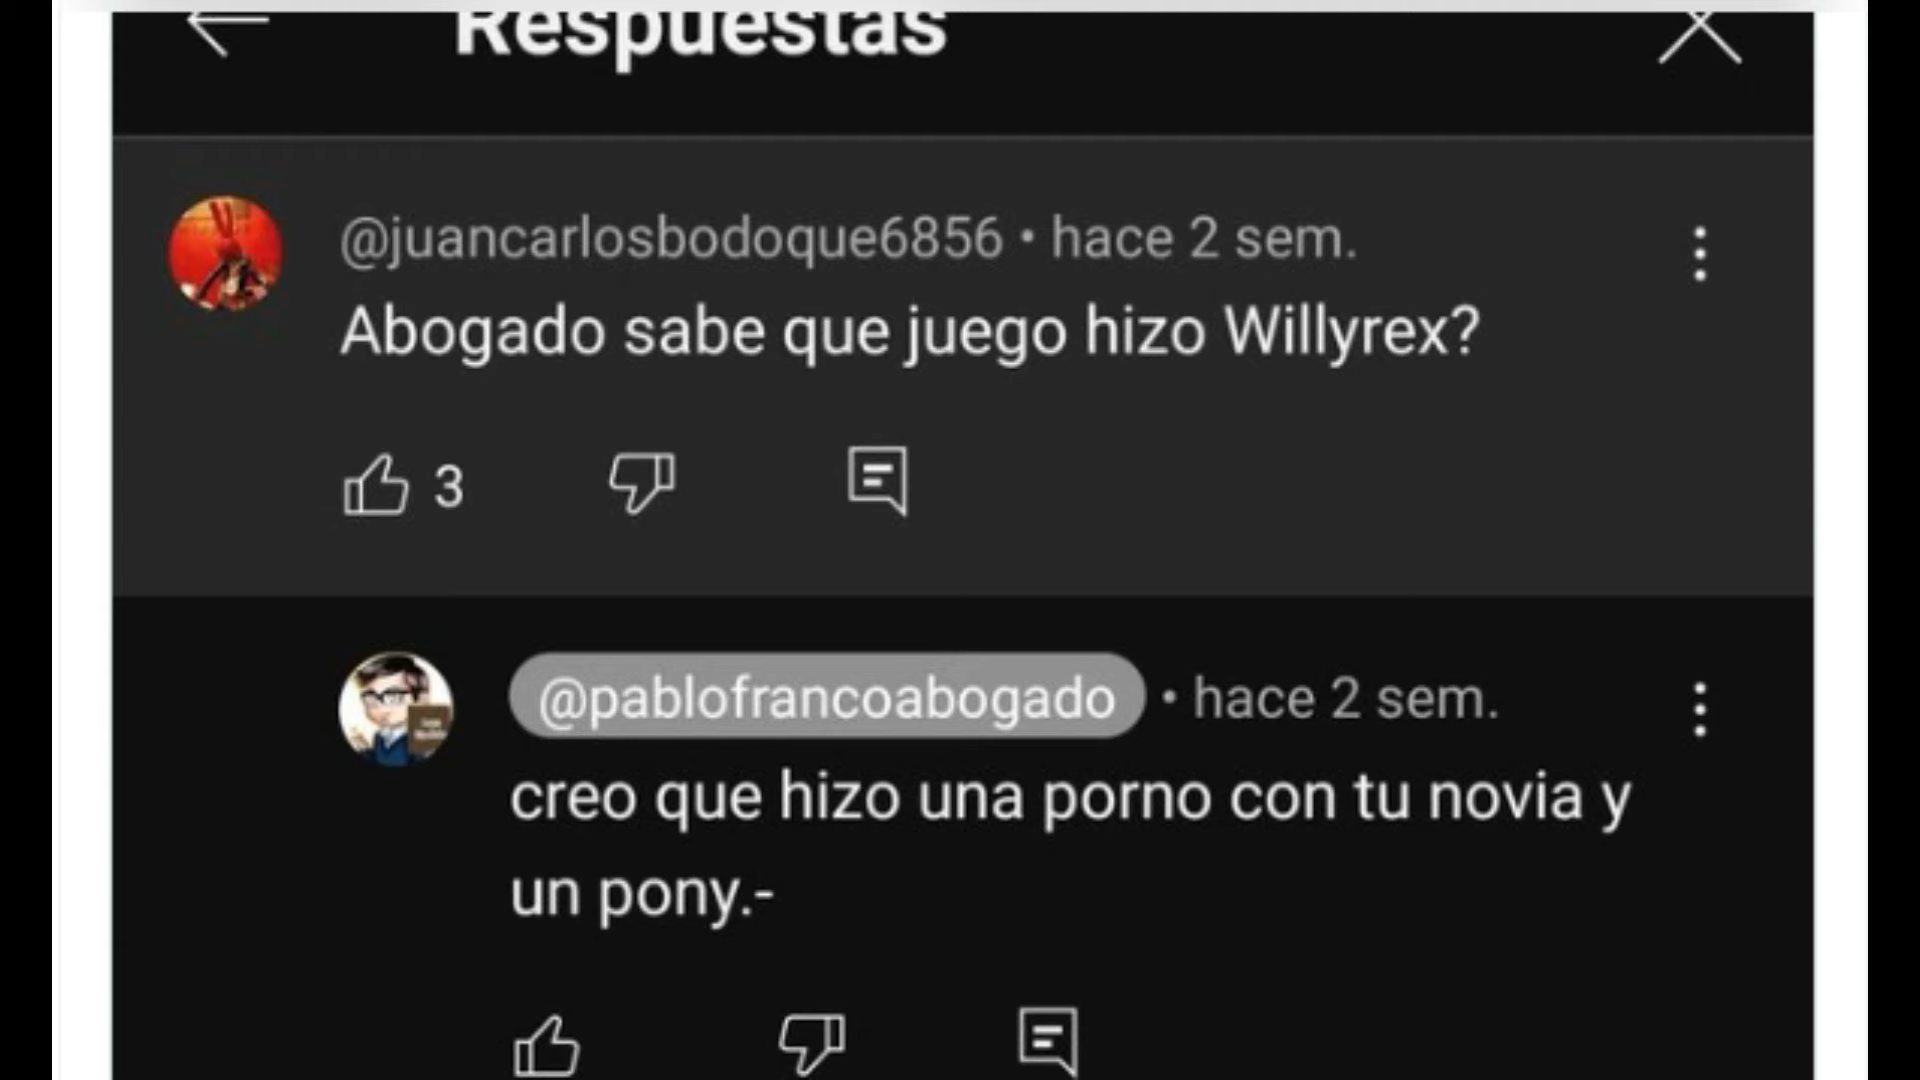 Respuestas
@juancarlosbodoque6856 • hace 2 sem.
Abogado sabe que juego hizo Willyrex?
3
@pablofrancoabogado • hace 2 sem.
creo que hizo una porno con tu novia y
un pony.-